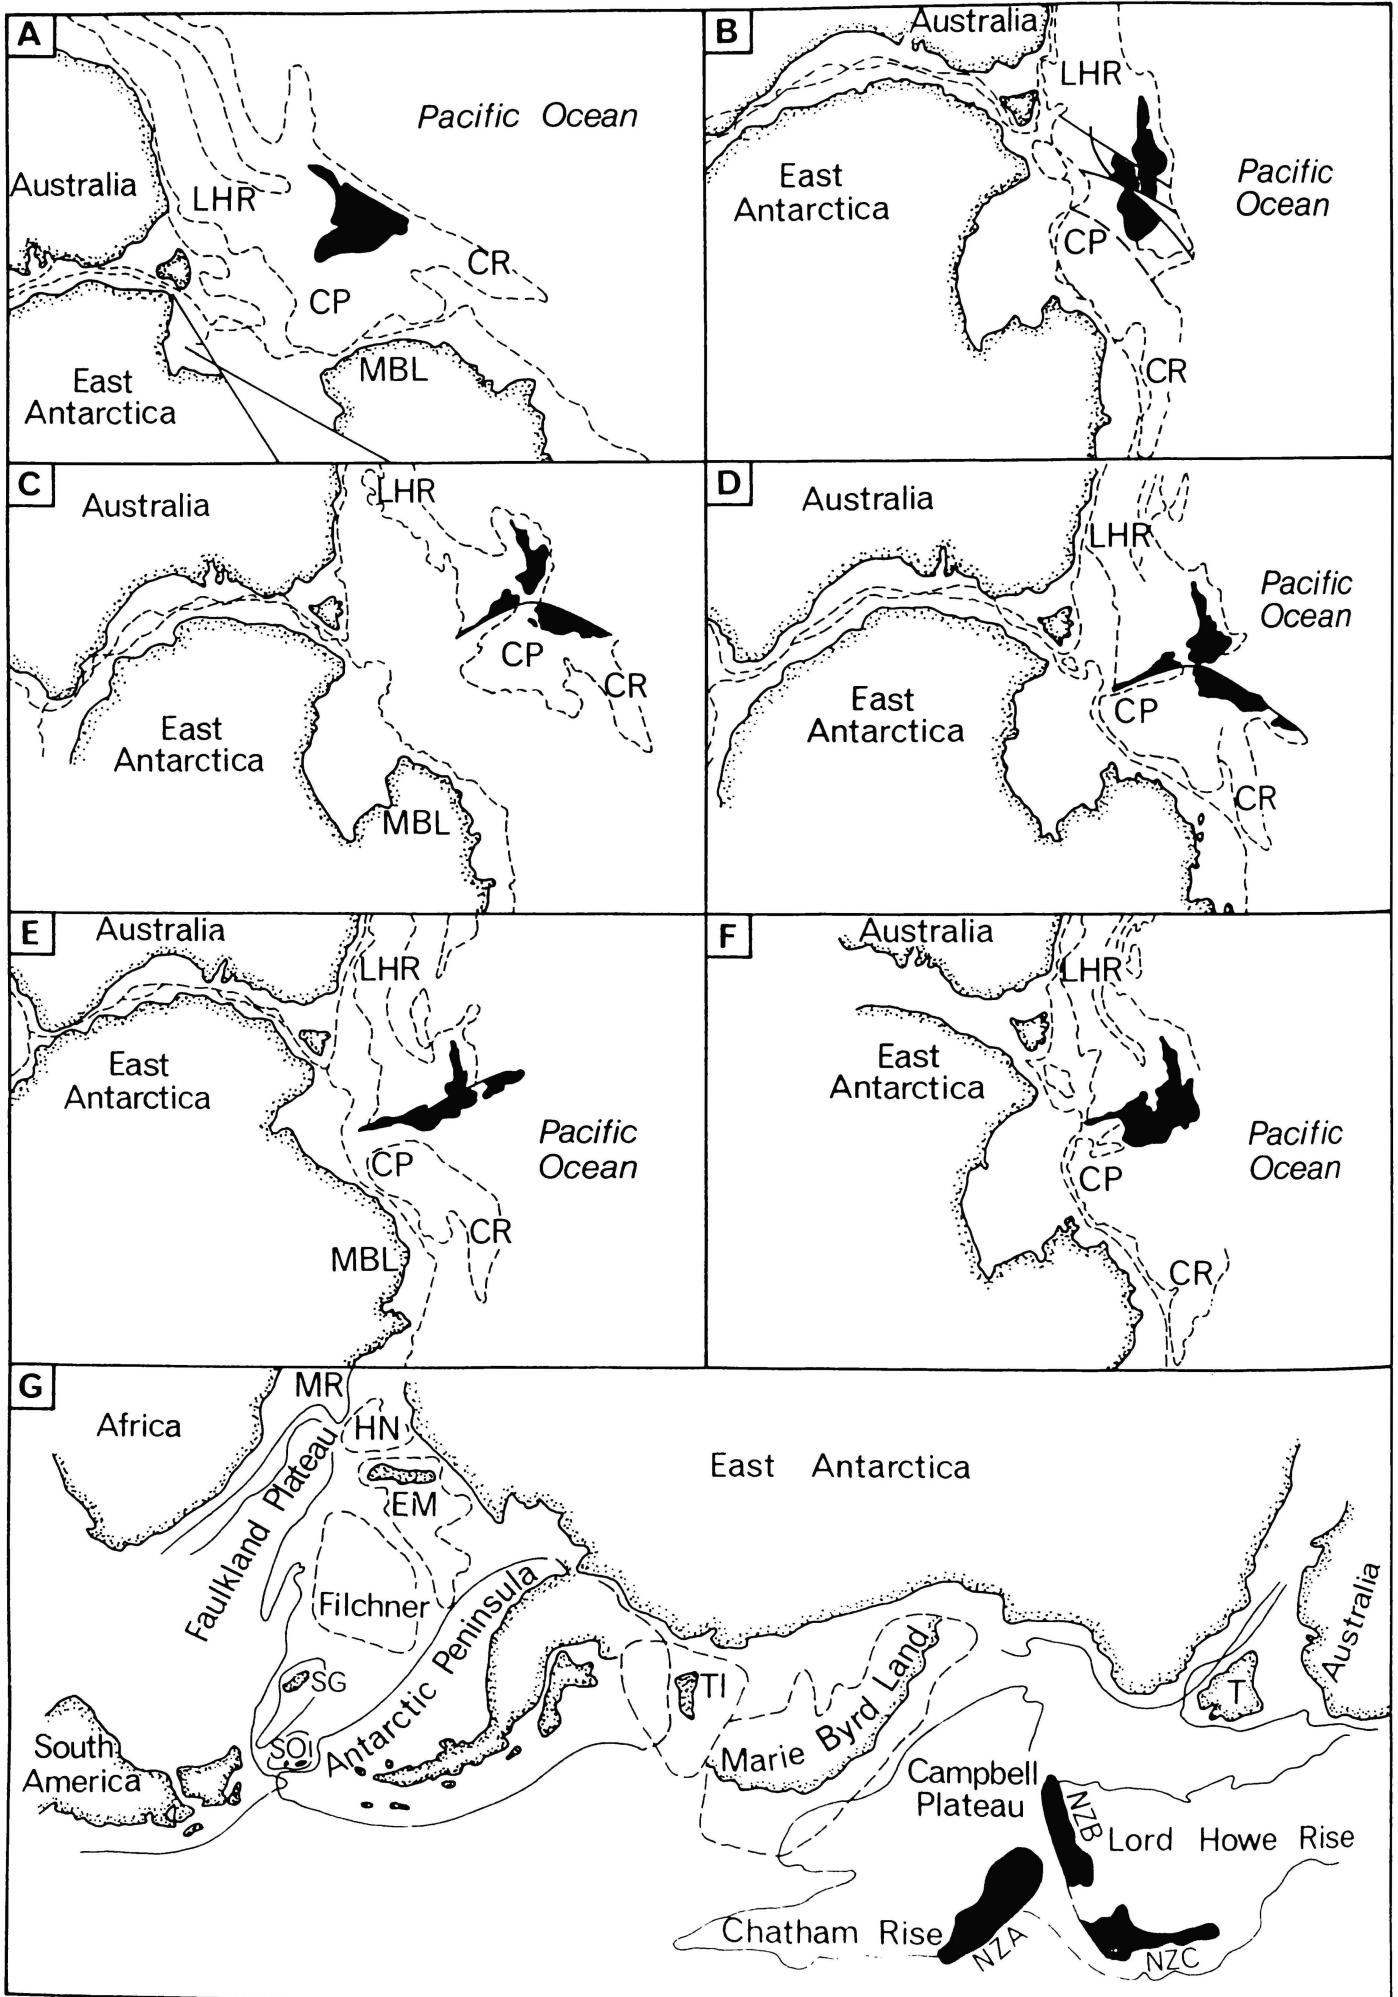 A
Pacific Ocean
Australia
LHR
CR
CP
MBL
East
Antarctica
B
Australia
LHR
East
Antarctica
Pacific
Ocean
CP
CR
C
Australia
LHR
CP
CR
East
Antarctica
MBL
D
Australia
LHR
Pacific
Ocean
East
Antarctica
CP
CR
E
Australia
LHR
East
Antarctica
Pacific
Ocean
CP
CR
MBL
F
Australia
LHR
East
Antarctica
Pacific
Ocean
CP
CR
G
MR
Africa
HN
Faulkland Plateau
East Antarctica
EM
Filchner
Antarctic Peninsula
Australia
SG
TI
T
SOI
Marie Byrd Land
South
America
Campbell
Plateau
NZB
Lord Howe Rise
Chatham Rise
NZA
NZC